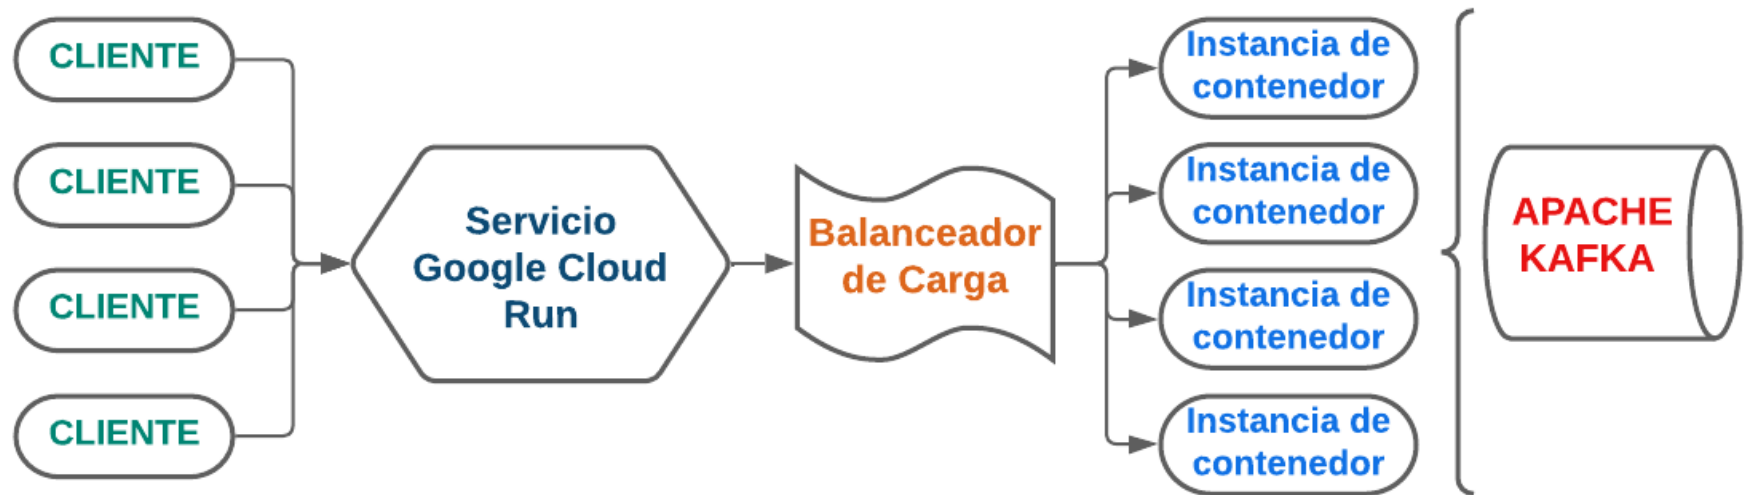 CLIENTE
CLIENTE
CLIENTE
CLIENTE
Servicio
Google Cloud
Run
Balanceador
de Carga
Instancia de
contenedor
Instancia de
contenedor
Instancia de
contenedor
Instancia de
contenedor
APACHE
KAFKA